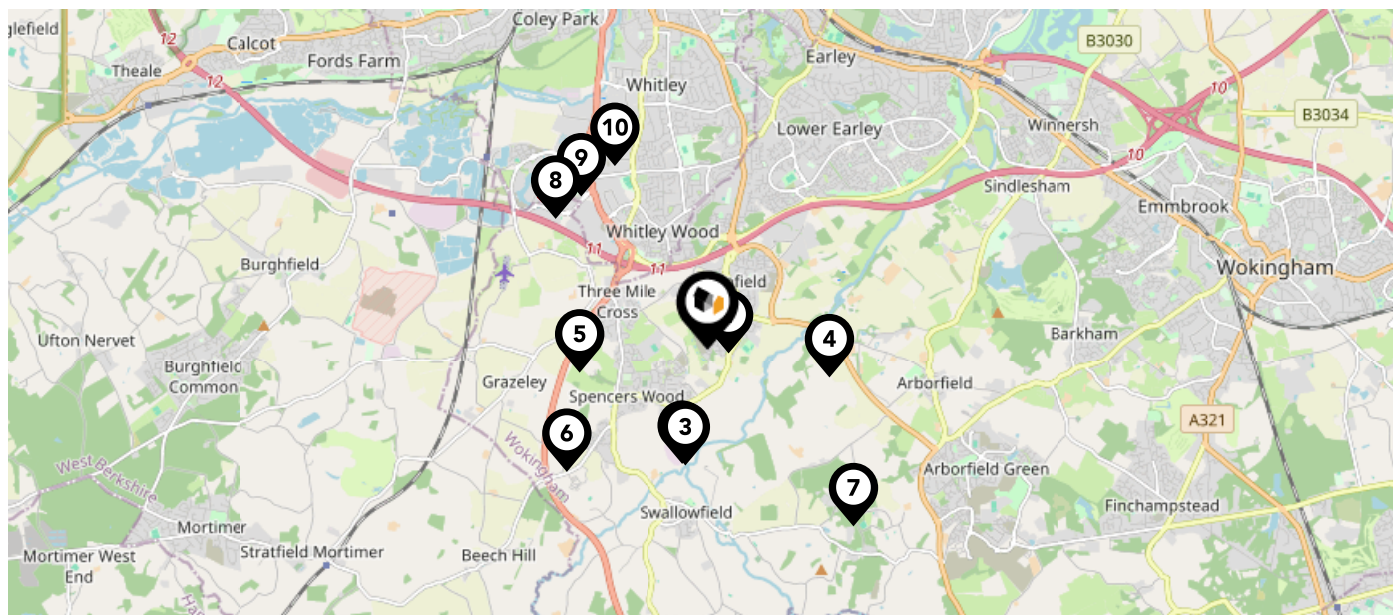 Coley Park
glefield
12
Calcot
B3030
Theale
Fords Farm
Earley
12
Whitley
10
B3034
10
Lower Earley
Winnersh
9
10
8
Sindlesham
Emmbrook
Whitley Wood
11
11
Burghfield
Wokingham
field
Three Mile
Cross
5
4
Barkham
Ufton Nervet
Burghfield
Common
Grazeley
Arborfield
Spencers Wood
3
A321
6
West Berkshire
Wokingham
Arborfield Green
7
Finchampstead
Swallowfield
Mortimer
Stratfield Mortimer
Beech Hill
Mortimer West
End
Ha